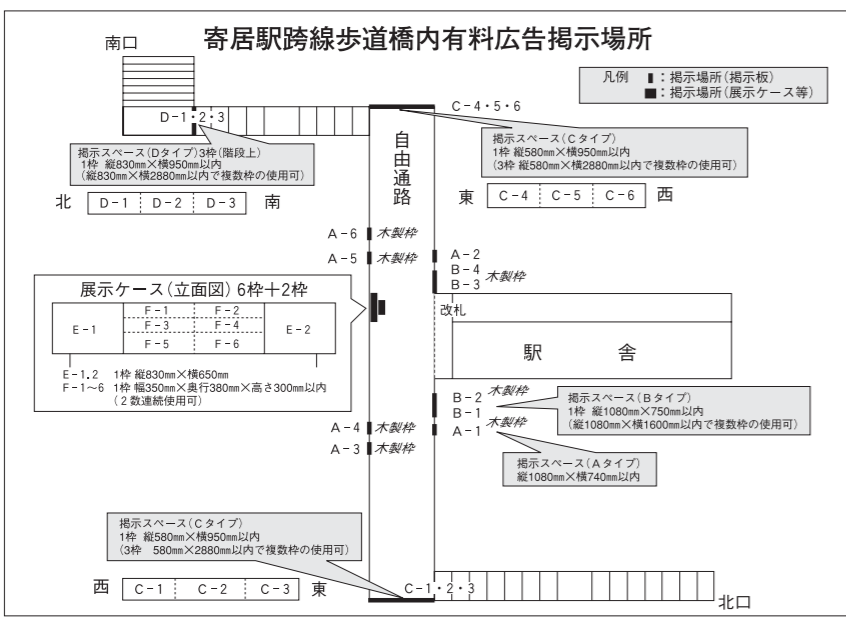 寄居駅跨線歩道橋内有料広告掲示場所
南口
凡例 ▮：掲示場所(掲示板)
■：掲示場所(展示ケース等)
D-1・2・3
C-4・5・6
掲示スペース(Dタイプ)3枠(階段上)
1枠 縦830㎜×横950㎜以内
(縦830㎜×横2880㎜以内で複数枠の使用可)
自由通路
掲示スペース(Cタイプ)
1枠 縦580㎜×横950㎜以内
(3枠 縦580㎜×横2880㎜以内で複数枠の使用可)
北 D-1 D-2 D-3 南
東 C-4 C-5 C-6 西
A-6 木製枠
A-5 木製枠
A-2
B-4 木製枠
B-3
展示ケース(立面図) 6枠＋2枠
E-1
F-1 F-2
F-3 F-4
F-5 F-6
E-2
E-1.2 1枠 縦830㎜×横650㎜
F-1〜6 1枠 幅350㎜×奥行380㎜×高さ300㎜以内
(2数連続使用可)
改札
駅舎
B-2 木製枠
B-1
A-1 木製枠
掲示スペース(Bタイプ)
1枠 縦1080㎜×750㎜以内
(縦1080㎜×横1600㎜以内で複数枠の使用可)
A-4 木製枠
A-3 木製枠
掲示スペース(Aタイプ)
縦1080㎜×横740㎜以内
掲示スペース(Cタイプ)
1枠 縦580㎜×横950㎜以内
(3枠 580㎜×2880㎜以内で複数枠の使用可)
西 C-1 C-2 C-3 東
C-1・2・3
北口